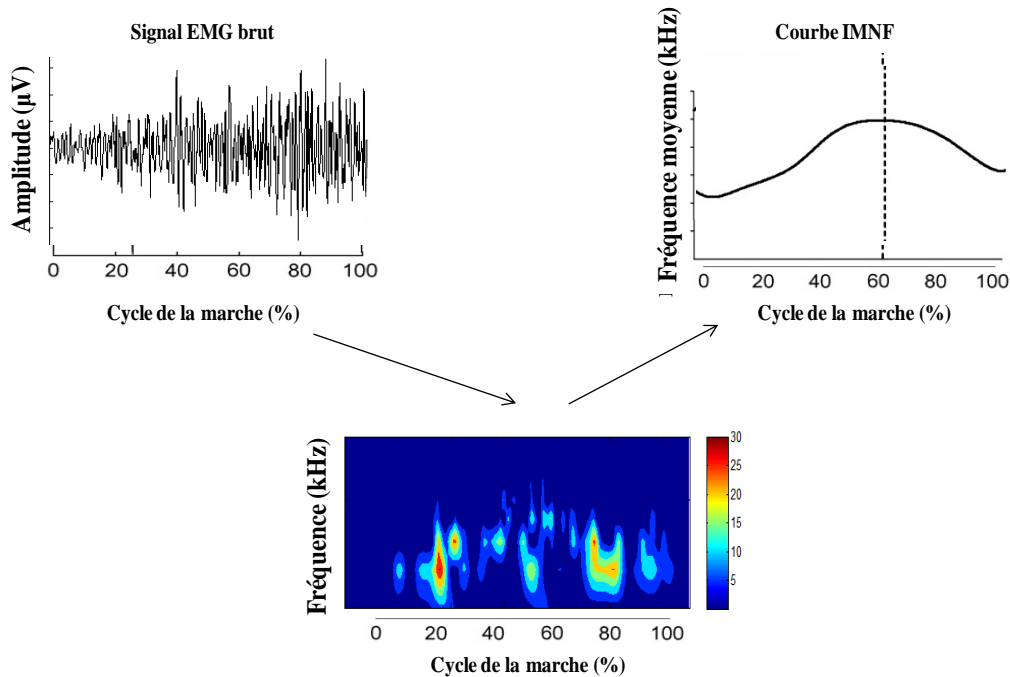 Signal EMG brut
Amplitude (µV)
0 20 40 60 80 100
Cycle de la marche (%)
Courbe IMNF
Fréquence moyenne (kHz)
0 20 40 60 80 100
Cycle de la marche (%)
Fréquence (kHz)
30
25
20
15
10
5
0 20 40 60 80 100
Cycle de la marche (%)